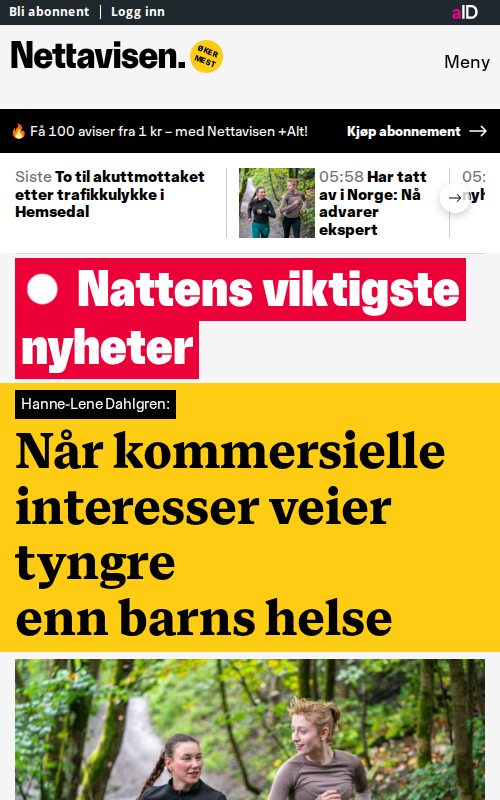 Bli abonnent
Logg inn
aID
Nettavisen.
ØKER
MEST
Meny
🔥 Få 100 aviser fra 1 kr – med Nettavisen +Alt!
Kjøp abonnement
Siste To til akuttmottaket
etter trafikkulykke i
Hemsedal
05:58 Har tatt
av i Norge: Nå
advarer
ekspert
05:
Nattens viktigste
nyheter
Hanne-Lene Dahlgren:
Når kommersielle
interesser veier
tyngre
enn barns helse